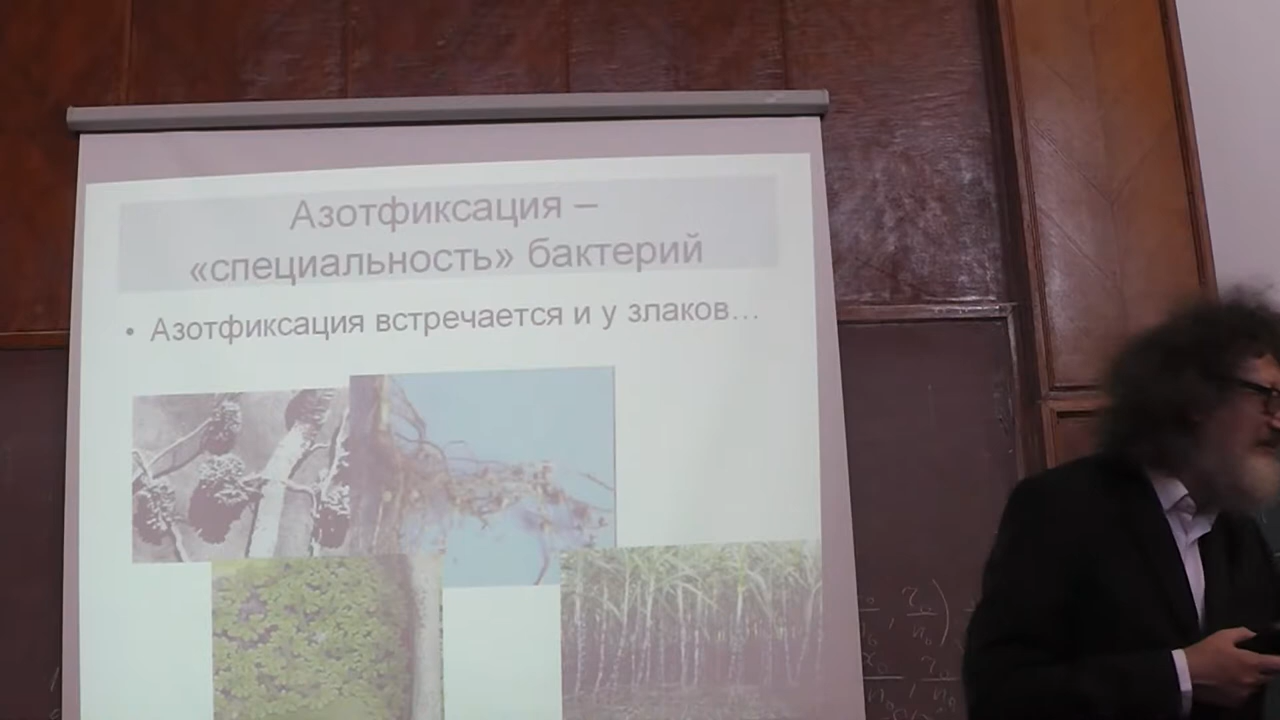 Азотфиксация –
«специальность» бактерий
• Азотфиксация встречается и у злаков...